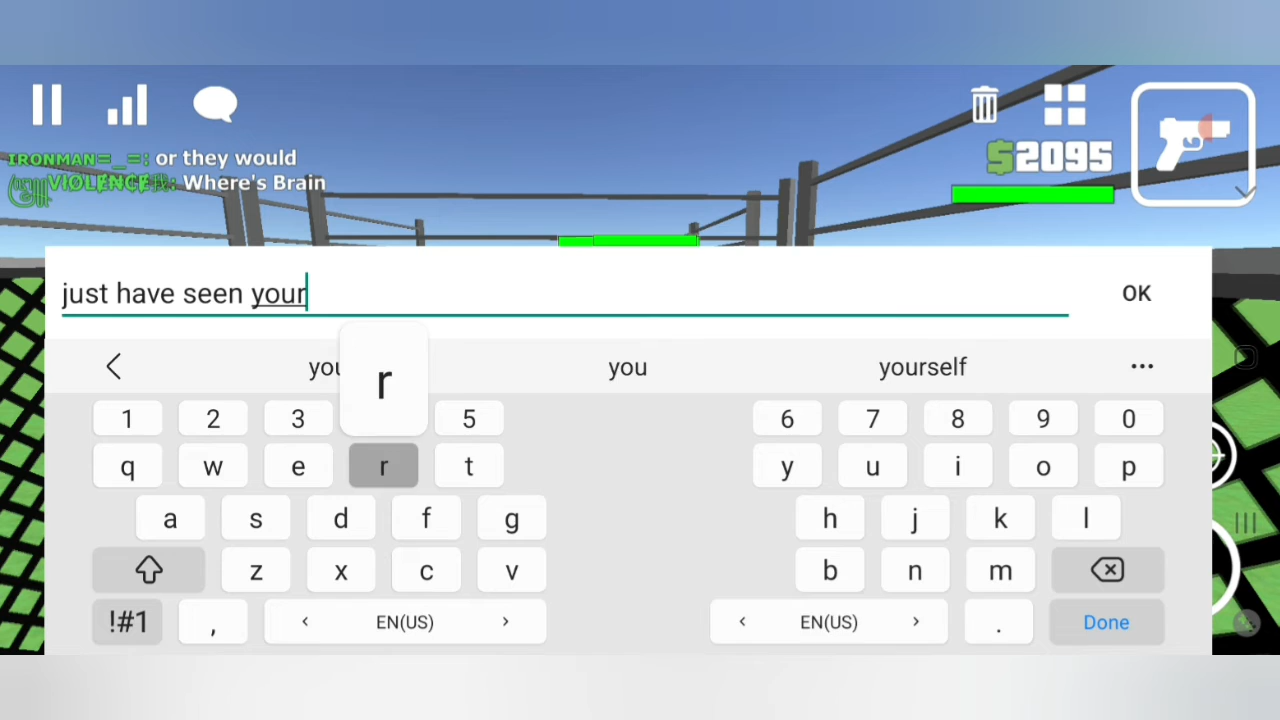 IRONMAN=_=: or they would
$2095
VIOLENCE: Where's Brain
just have seen your
OK
you
r
you
yourself
1 2 3 5 6 7 8 9 0
q w e r t y u i o p
a s d f g h j k l
z x c v b n m
!#1 , < EN(US) > < EN(US) > . Done